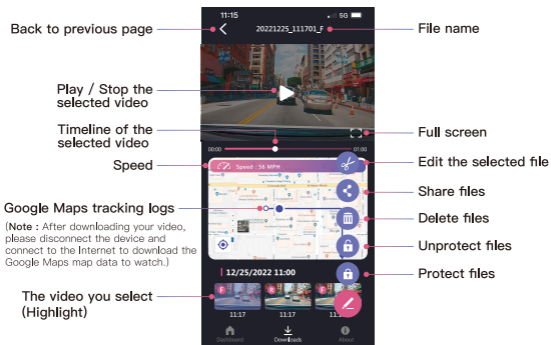 11:15
5G
20221225_111701_F
Back to previous page
File name
Play / Stop the
selected video
Timeline of the
selected video
Full screen
00:00
01:00
Speed
Speed : 56 MPH
Edit the selected file
Share files
Google Maps tracking logs
(Note : After downloading your video,
please disconnect the device and
connect to the Internet to download the
Google Maps map data to watch.)
Delete files
Unprotect files
Protect files
12/25/2022 11:00
The video you select
(Highlight)
F
R
F
11:17
11:17
Dashboard
Downloads
About